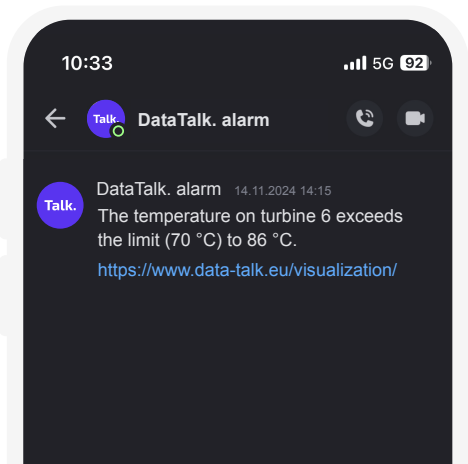 10:33 5G 92
Talk. DataTalk. alarm
DataTalk. alarm 14.11.2024 14:15
Talk.
The temperature on turbine 6 exceeds
the limit (70 °C) to 86 °C.
https://www.data-talk.eu/visualization/